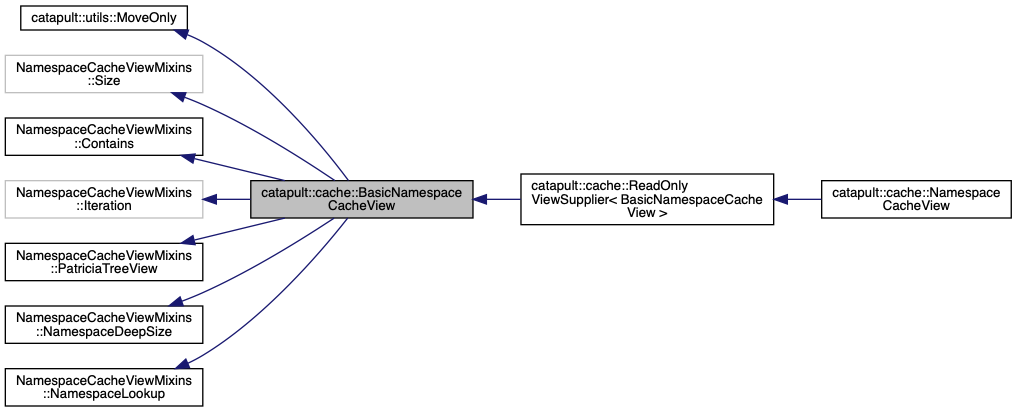 catapult::utils::MoveOnly
NamespaceCacheViewMixins
::Size
NamespaceCacheViewMixins
::Contains
NamespaceCacheViewMixins
::Iteration
NamespaceCacheViewMixins
::PatriciaTreeView
NamespaceCacheViewMixins
::NamespaceDeepSize
NamespaceCacheViewMixins
::NamespaceLookup
catapult::cache::BasicNamespace
CacheView
catapult::cache::ReadOnly
ViewSupplier< BasicNamespaceCache
View >
catapult::cache::Namespace
CacheView